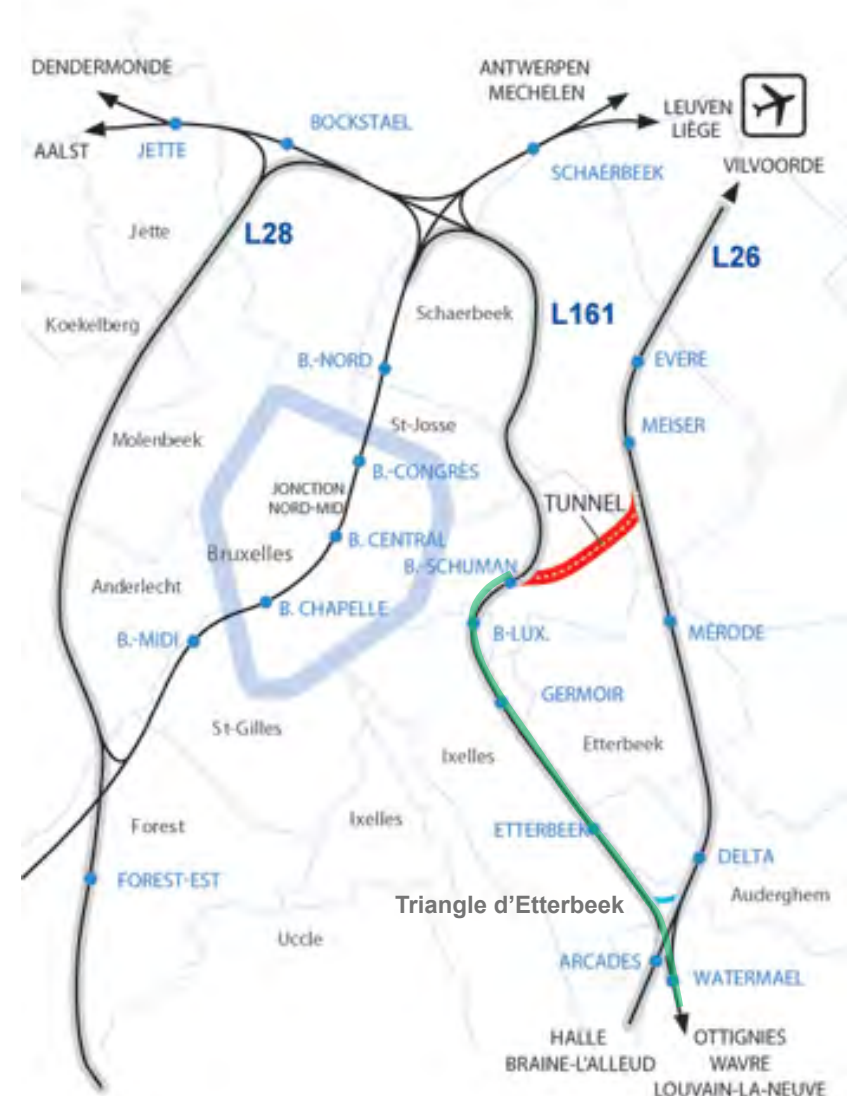 DENDERMONDE
ANTWERPEN
MECHELEN
LEUVEN
LIÈGE
BOCKSTAEL
AALST
JETTE
SCHAERBEEK
VILVOORDE
Jette
L28
L26
Koekelberg
Schaerbeek
L161
B.-NORD
EVERE
St-Josse
MEISER
Molenbeek
B.-CONGRÈS
JONCTION
NORD-MIDI
TUNNEL
B. CENTRAL
Bruxelles
B.-SCHUMAN
Anderlecht
B. CHAPELLE
B.-MIDI
B-LUX.
MÉRODE
GERMOIR
St-Gilles
Etterbeek
Ixelles
Forest
Ixelles
ETTERBEEK
DELTA
FOREST-EST
Auderghem
Triangle d'Etterbeek
Uccle
ARCADES
WATERMAEL
HALLE
BRAINE-L'ALLEUD
OTTIGNIES
WAVRE
LOUVAIN-LA-NEUVE